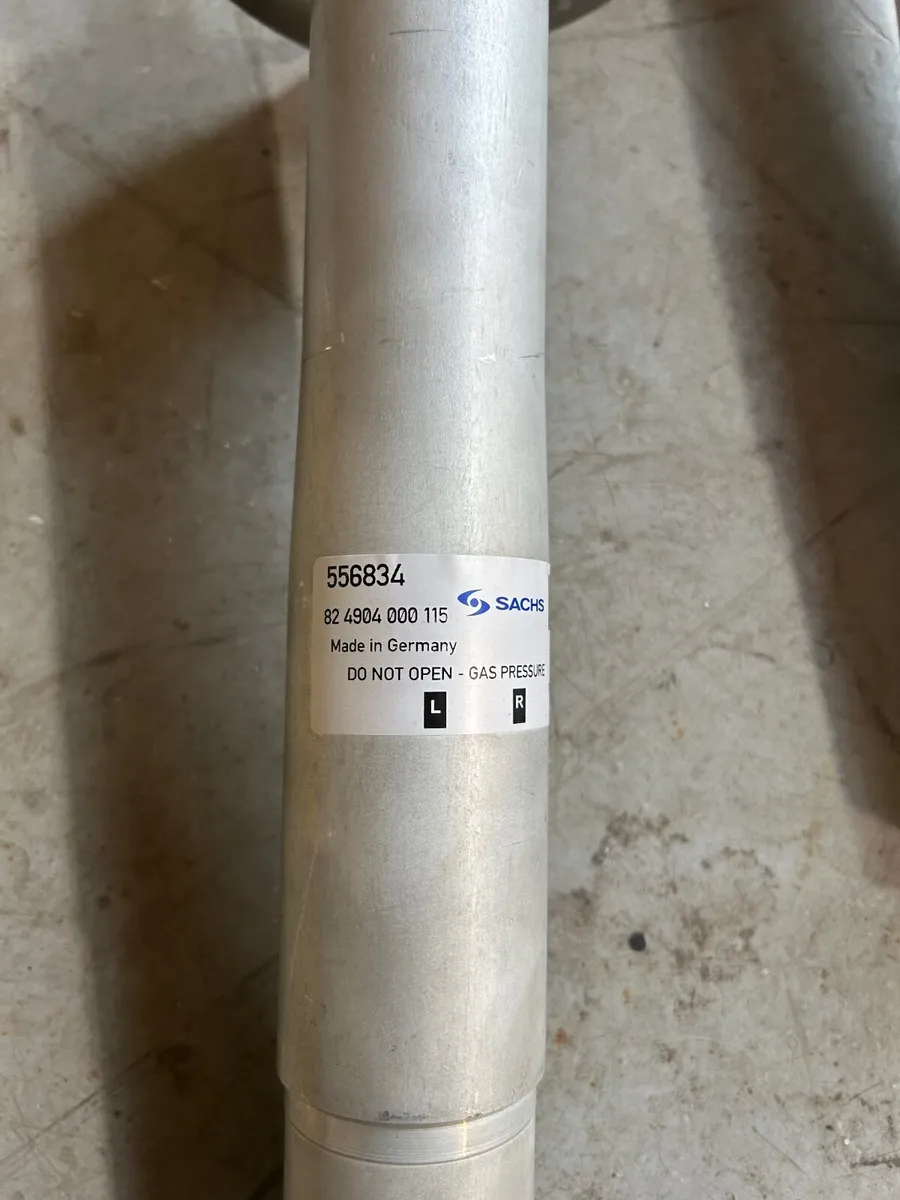 556834
SACHS
82 4904 000 115
Made in Germany
DO NOT OPEN - GAS PRESSURE
L R